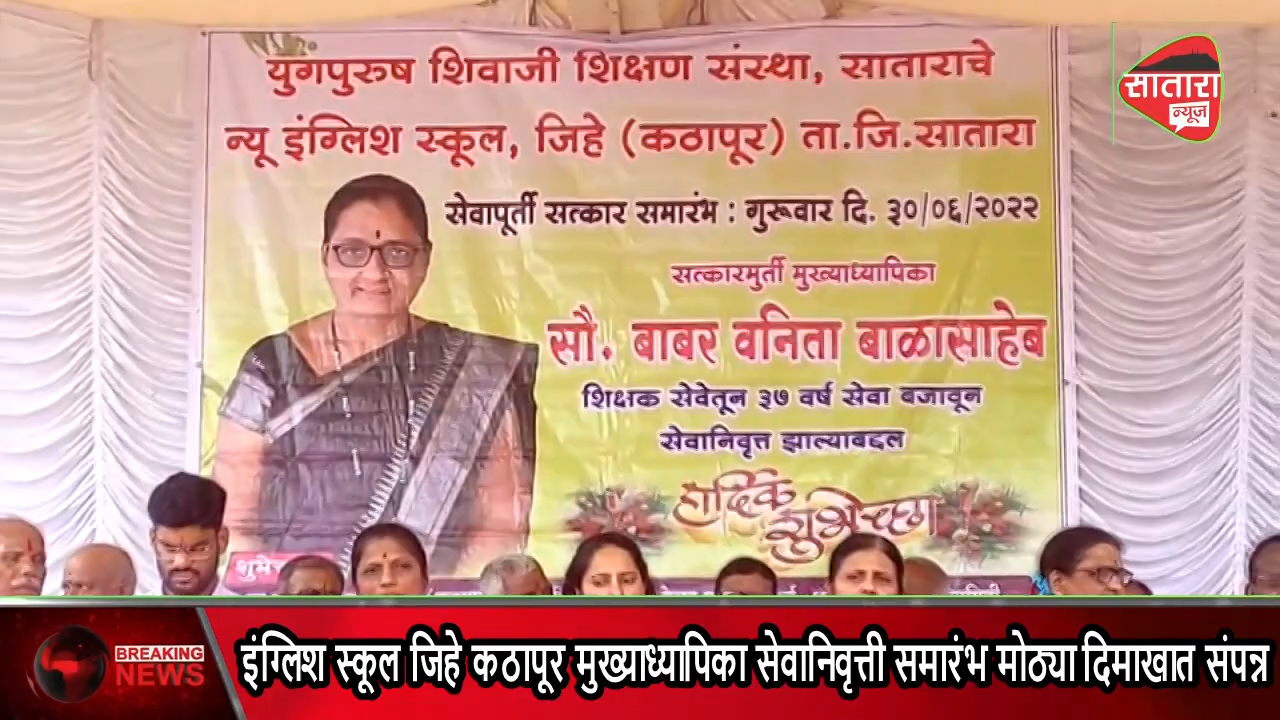 युगपुरुष शिवाजी शिक्षण संस्था, साताराचे
न्यू इंग्लिश स्कूल, जिहे (कठापूर) ता.जि.सातारा
सेवापूर्ती सत्कार समारंभ : गुरूवार दि. ३०/०६/२०२२
सत्कारमुर्ती मुख्याध्यापिका
सौ. बाबर वनिता बाळासाहेब
शिक्षक सेवेतून ३७ वर्ष सेवा बजावून
सेवानिवृत्त झाल्याबद्दल
हार्दिक
शुभेच्छा
सातारा
न्यूज
BREAKING
NEWS
इंग्लिश स्कूल जिहे कठापूर मुख्याध्यापिका सेवानिवृत्ती समारंभ मोठ्या दिमाखात संपन्न